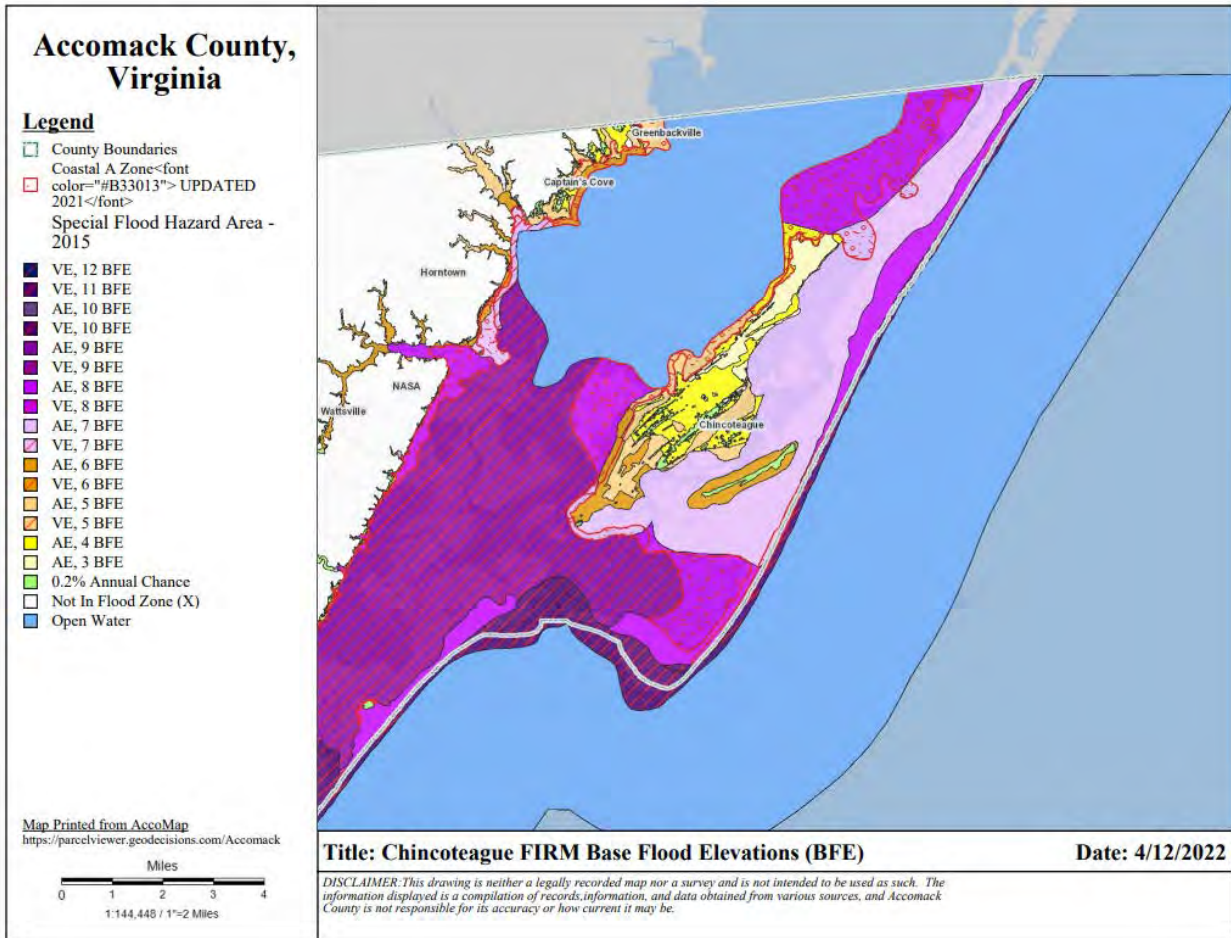 Accomack County,
Virginia
Legend
County Boundaries
Coastal A Zone<font
color="#B33013"> UPDATED
2021</font>
Special Flood Hazard Area -
2015
VE, 12 BFE
VE, 11 BFE
AE, 10 BFE
VE, 10 BFE
AE, 9 BFE
VE, 9 BFE
AE, 8 BFE
VE, 8 BFE
AE, 7 BFE
VE, 7 BFE
AE, 6 BFE
VE, 6 BFE
AE, 5 BFE
VE, 5 BFE
AE, 4 BFE
AE, 3 BFE
0.2% Annual Chance
Not In Flood Zone (X)
Open Water
Map Printed from AccoMap
https://parcelviewer.geodecisions.com/Accomack
Miles
0 1 2 3 4
1:144,448 / 1"=2 Miles
Greenbackville
Captain's Cove
Horntown
NASA
Wattsville
Chincoteague
Title: Chincoteague FIRM Base Flood Elevations (BFE)
Date: 4/12/2022
DISCLAIMER:This drawing is neither a legally recorded map nor a survey and is not intended to be used as such. The
information displayed is a compilation of records,information, and data obtained from various sources, and Accomack
County is not responsible for its accuracy or how current it may be.